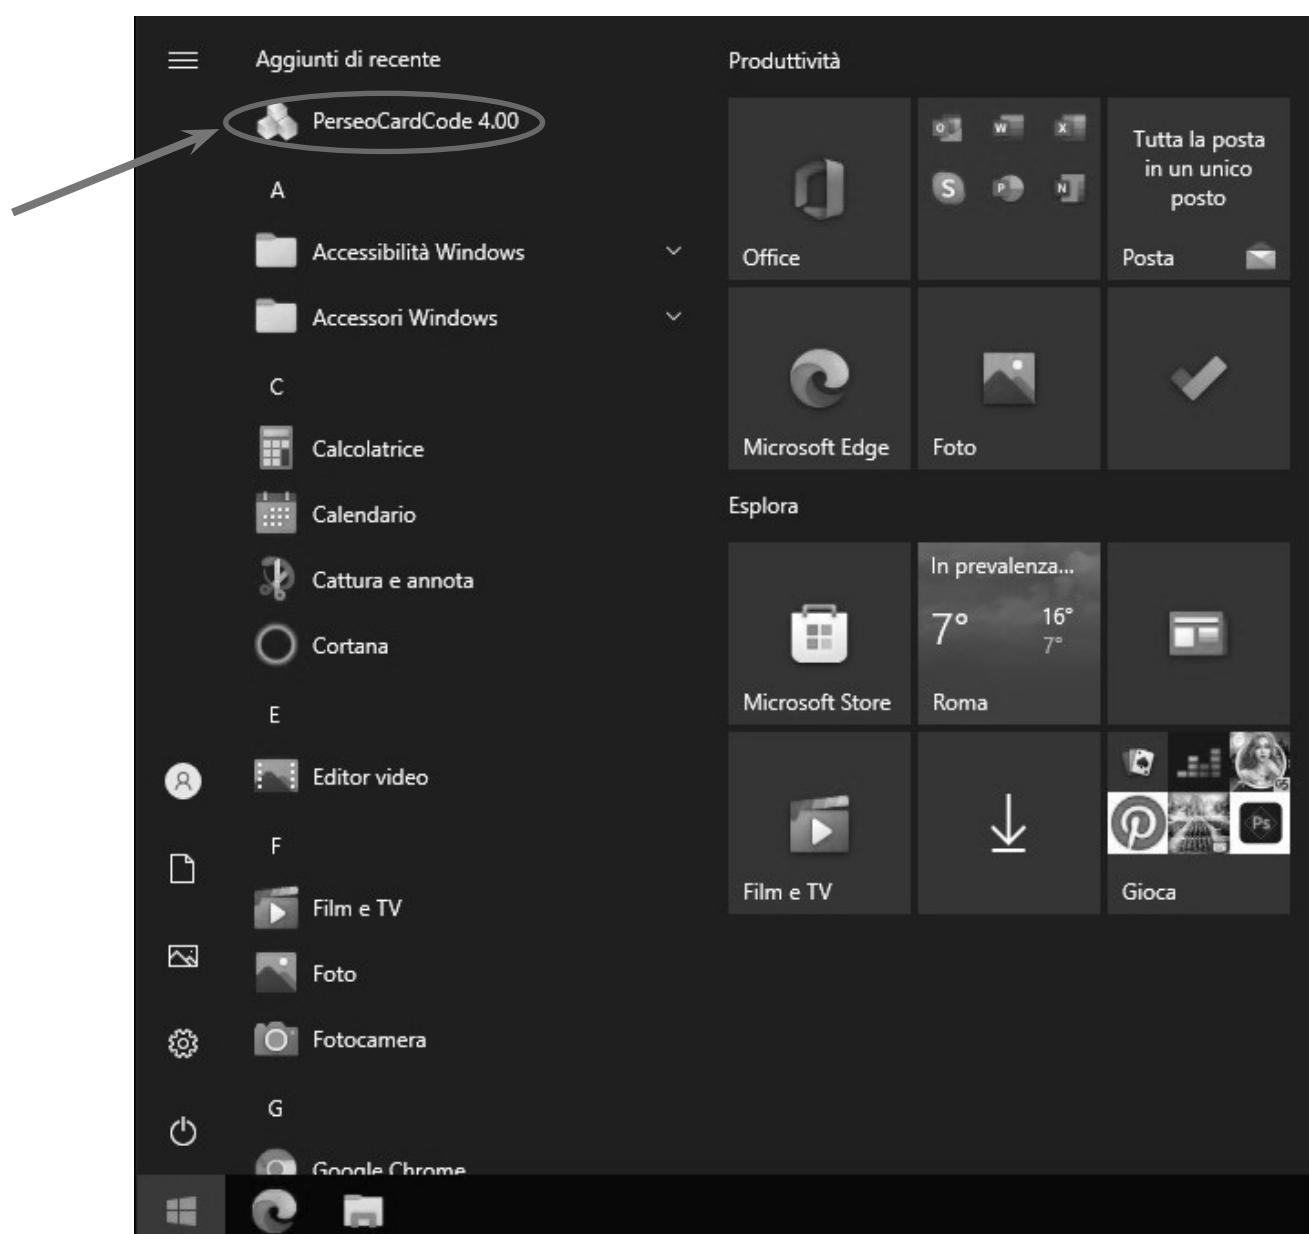 Aggiunti di recente
PerseoCardCode 4.00
A
Accessibilità Windows
Accessori Windows
C
Calcolatrice
Calendario
Cattura e annota
Cortana
E
Editor video
F
Film e TV
Foto
Fotocamera
G
Google Chrome
Produttività
Office
Tutta la posta
in un unico
posto
Posta
Microsoft Edge
Foto
Esplora
Microsoft Store
In prevalenza...
7°
16°
7°
Roma
Film e TV
Ps
Gioca